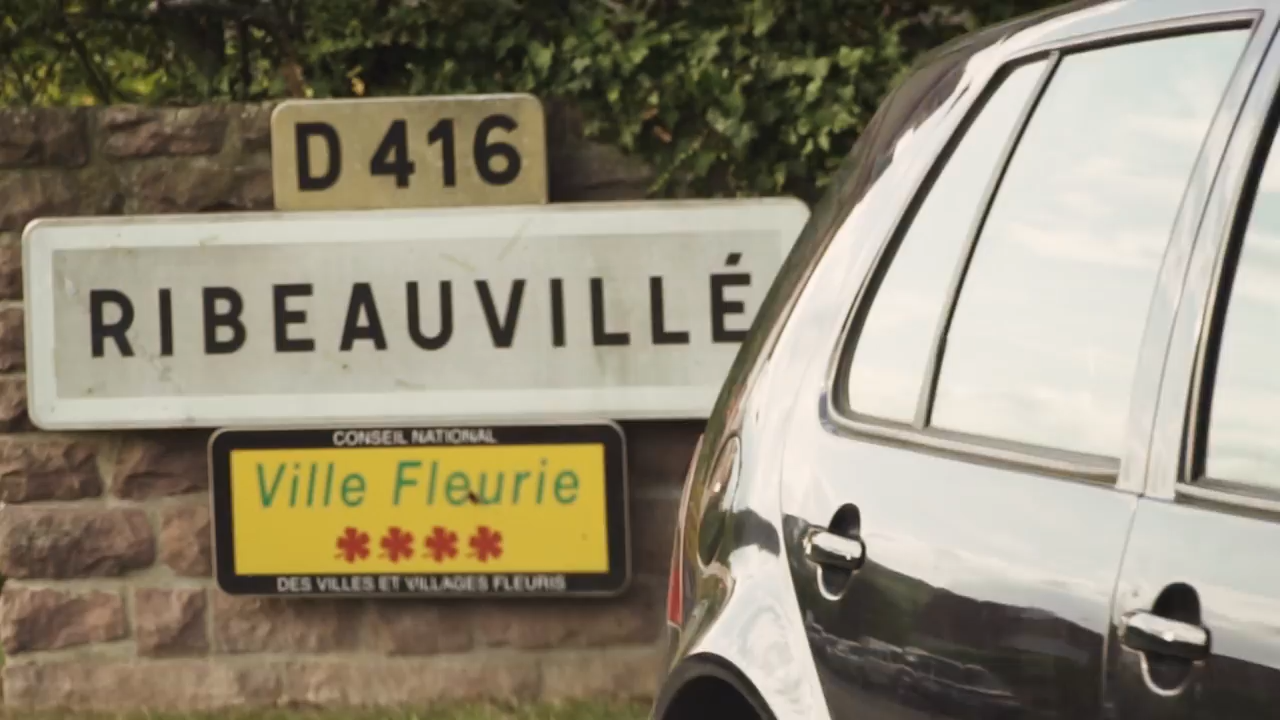 D 416
RIBEAUVILLÉ
CONSEIL NATIONAL
Ville Fleurie
DES VILLES ET VILLAGES FLEURIS